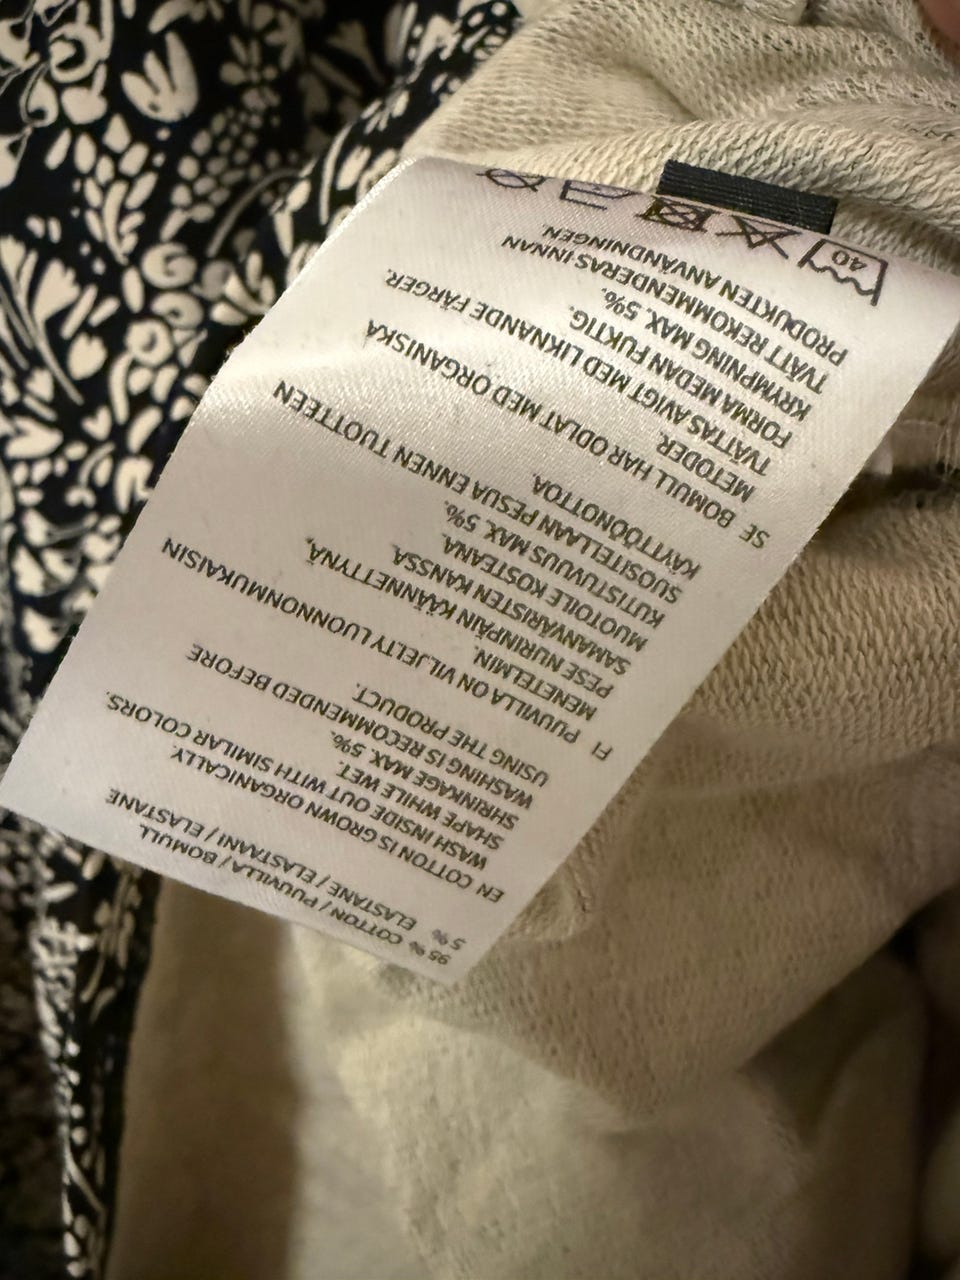 95 % COTTON / PUUVILLA / BOMULL
5% ELASTANE / ELASTAANI / ELASTANE
EN COTTON IS GROWN ORGANICALLY.
WASH INSIDE OUT WITH SIMILAR COLORS.
SHAPE WHILE WET.
SHRINKAGE MAX. 5%.
WASHING IS RECOMMENDED BEFORE
USING THE PRODUCT.
FI PUUVILLA ON VILJELTY LUONNONMUKAISIN
MENETELMIN.
PESE NURINPÄIN KÄÄNNETTYNÄ,
SAMANVÄRISTEN KANSSA
MUOTOILE KOSTEANA.
KUTISTUVUUS MAX. 5%.
SUOSITELLAAN PESUA ENNEN TUOTTEEN
KÄYTTÖÖNOTTOA.
SE BOMULL HAR ODLAT MED ORGANISKA
METODER.
TVÄTTAS AVIGT MED LIKNANDE FÄRGER.
FORMA MEDAN FUKTIG.
KRYMPNING MAX. 5%.
TVÄTT REKOMMENDERAS INNAN
PRODUKTEN ANVÄNDNINGEN.
40